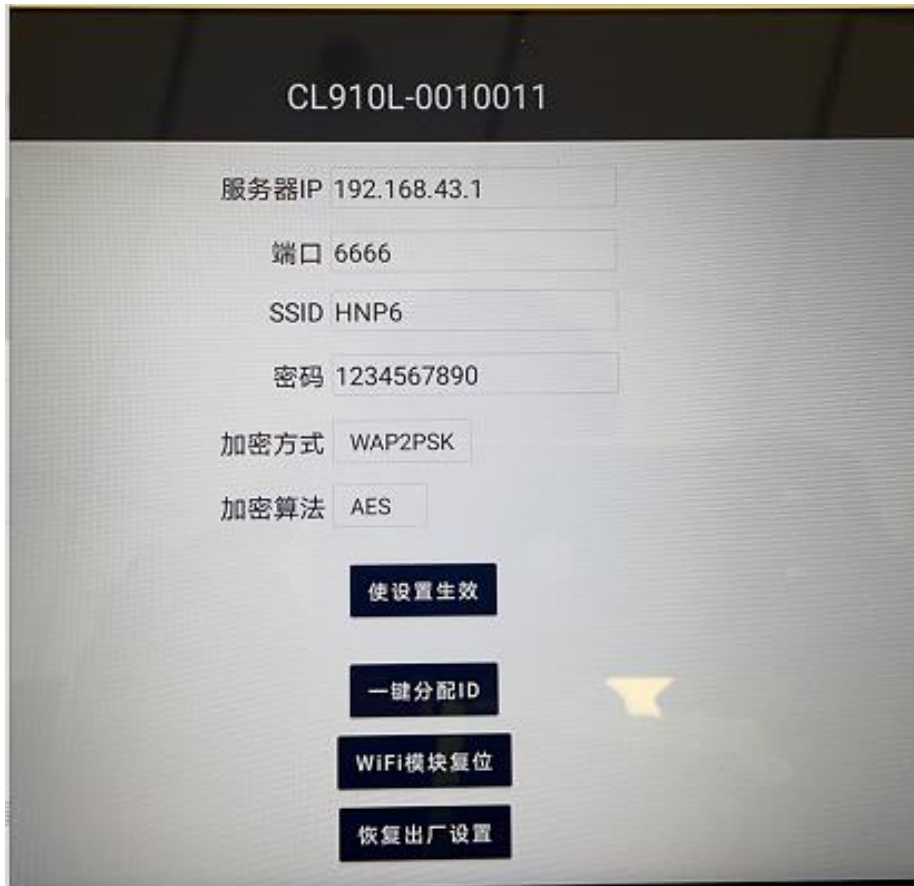 CL910L-0010011
服务器IP 192.168.43.1
端口 6666
SSID HNP6
密码 1234567890
加密方式 WAP2PSK
加密算法 AES
使设置生效
一键分配ID
WiFi模块复位
恢复出厂设置